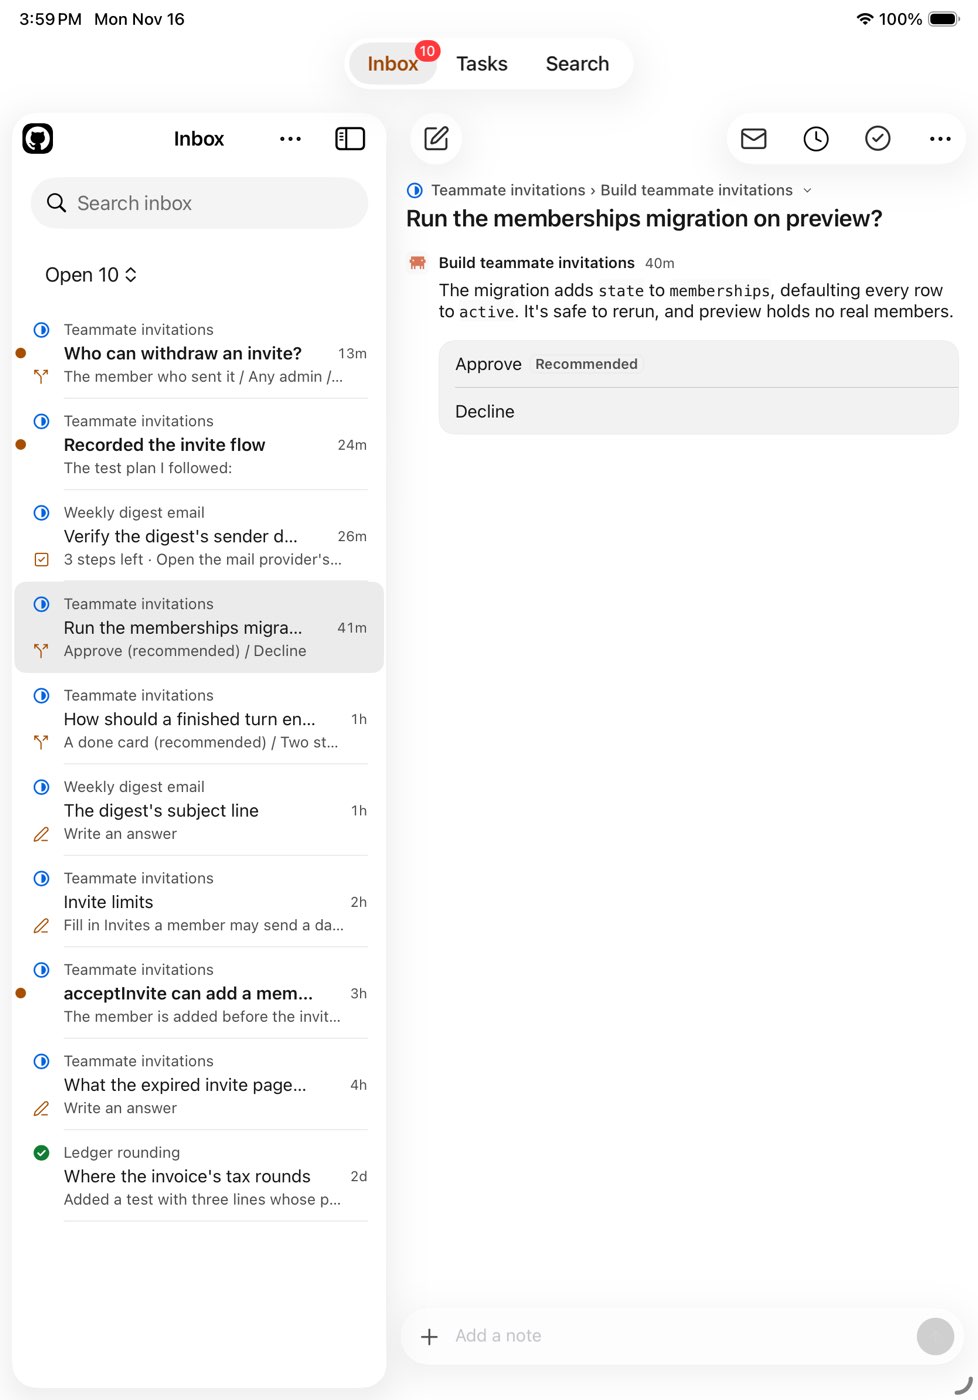 3:59 PM Mon Nov 16
100%
Inbox 10
Tasks
Search
Inbox
Search inbox
Open 10
Teammate invitations
Who can withdraw an invite? 13m
The member who sent it / Any admin /...
Teammate invitations
Recorded the invite flow 24m
The test plan I followed:
Weekly digest email
Verify the digest's sender d... 26m
3 steps left · Open the mail provider's...
Teammate invitations
Run the memberships migra... 41m
Approve (recommended) / Decline
Teammate invitations
How should a finished turn en... 1h
A done card (recommended) / Two st...
Weekly digest email
The digest's subject line 1h
Write an answer
Teammate invitations
Invite limits 2h
Fill in Invites a member may send a da...
Teammate invitations
acceptInvite can add a mem... 3h
The member is added before the invit...
Teammate invitations
What the expired invite page... 4h
Write an answer
Ledger rounding
Where the invoice's tax rounds 2d
Added a test with three lines whose p...
Teammate invitations › Build teammate invitations
Run the memberships migration on preview?
Build teammate invitations 40m
The migration adds state to memberships, defaulting every row
to active. It's safe to rerun, and preview holds no real members.
Approve Recommended
Decline
Add a note